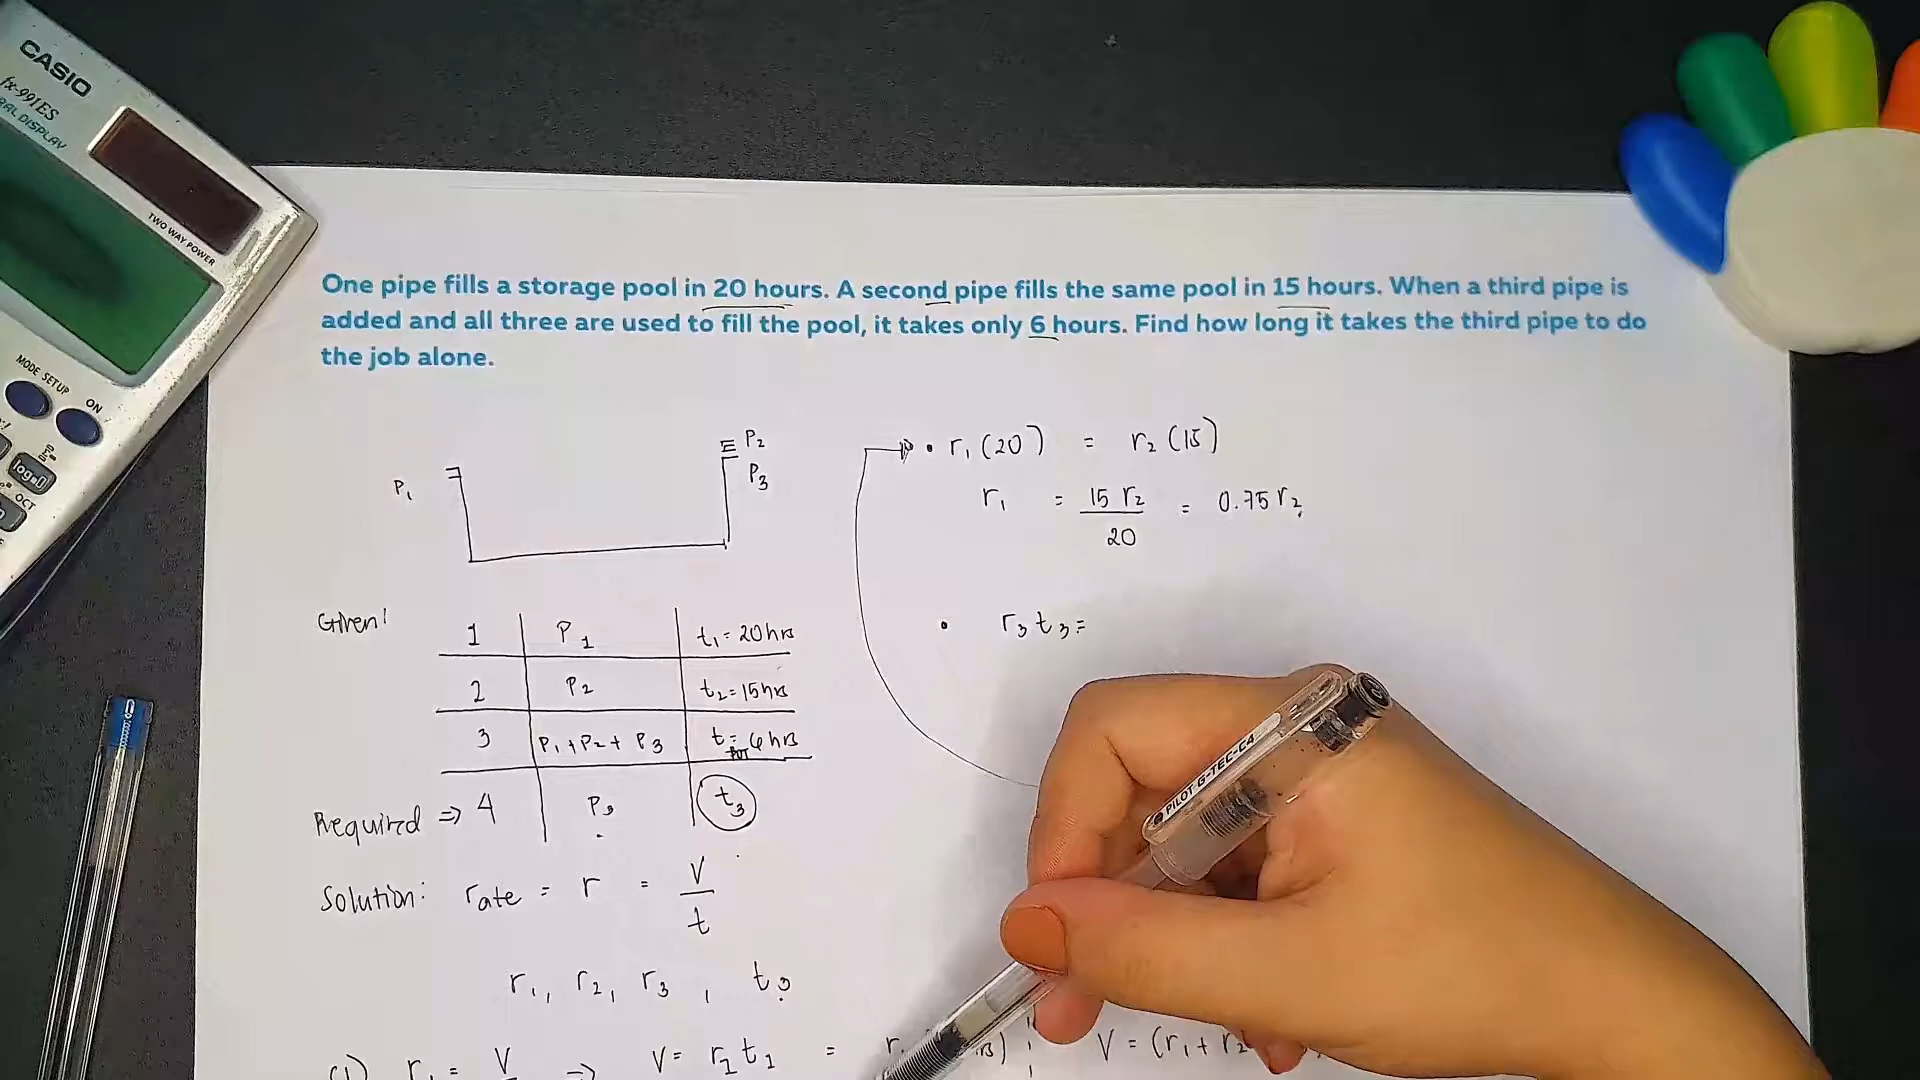 CASIO
fx-991ES
DISPLAY
TWO WAY POWER
MODE SETUP
ON
One pipe fills a storage pool in 20 hours. A second pipe fills the same pool in 15 hours. When a third pipe is
added and all three are used to fill the pool, it takes only 6 hours. Find how long it takes the third pipe to do
the job alone.
P₁
P₂
P₃
Given:
1 P₁ t₁ = 20 hrs
2 P₂ t₂ = 15 hrs
3 P₁ + P₂ + P₃ t = 6 hrs
Required => 4 P₃ t₃
Solution: rate = r = V/t
r₁, r₂, r₃, t₃
(1) r₁ = V => V = r₁t₁ =
• r₁(20) = r₂(15)
r₁ = 15 r₂/20 = 0.75 r₂
• r₃t₃ =
V = (r₁ + r₂
PILOT G-TEC-C4